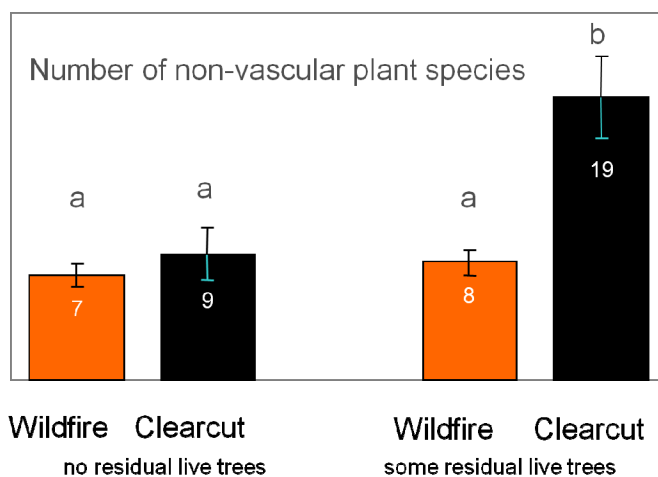 Number of non-vascular plant species
a
a
a
b
7
9
8
19
Wildfire Clearcut Wildfire Clearcut
no residual live trees some residual live trees